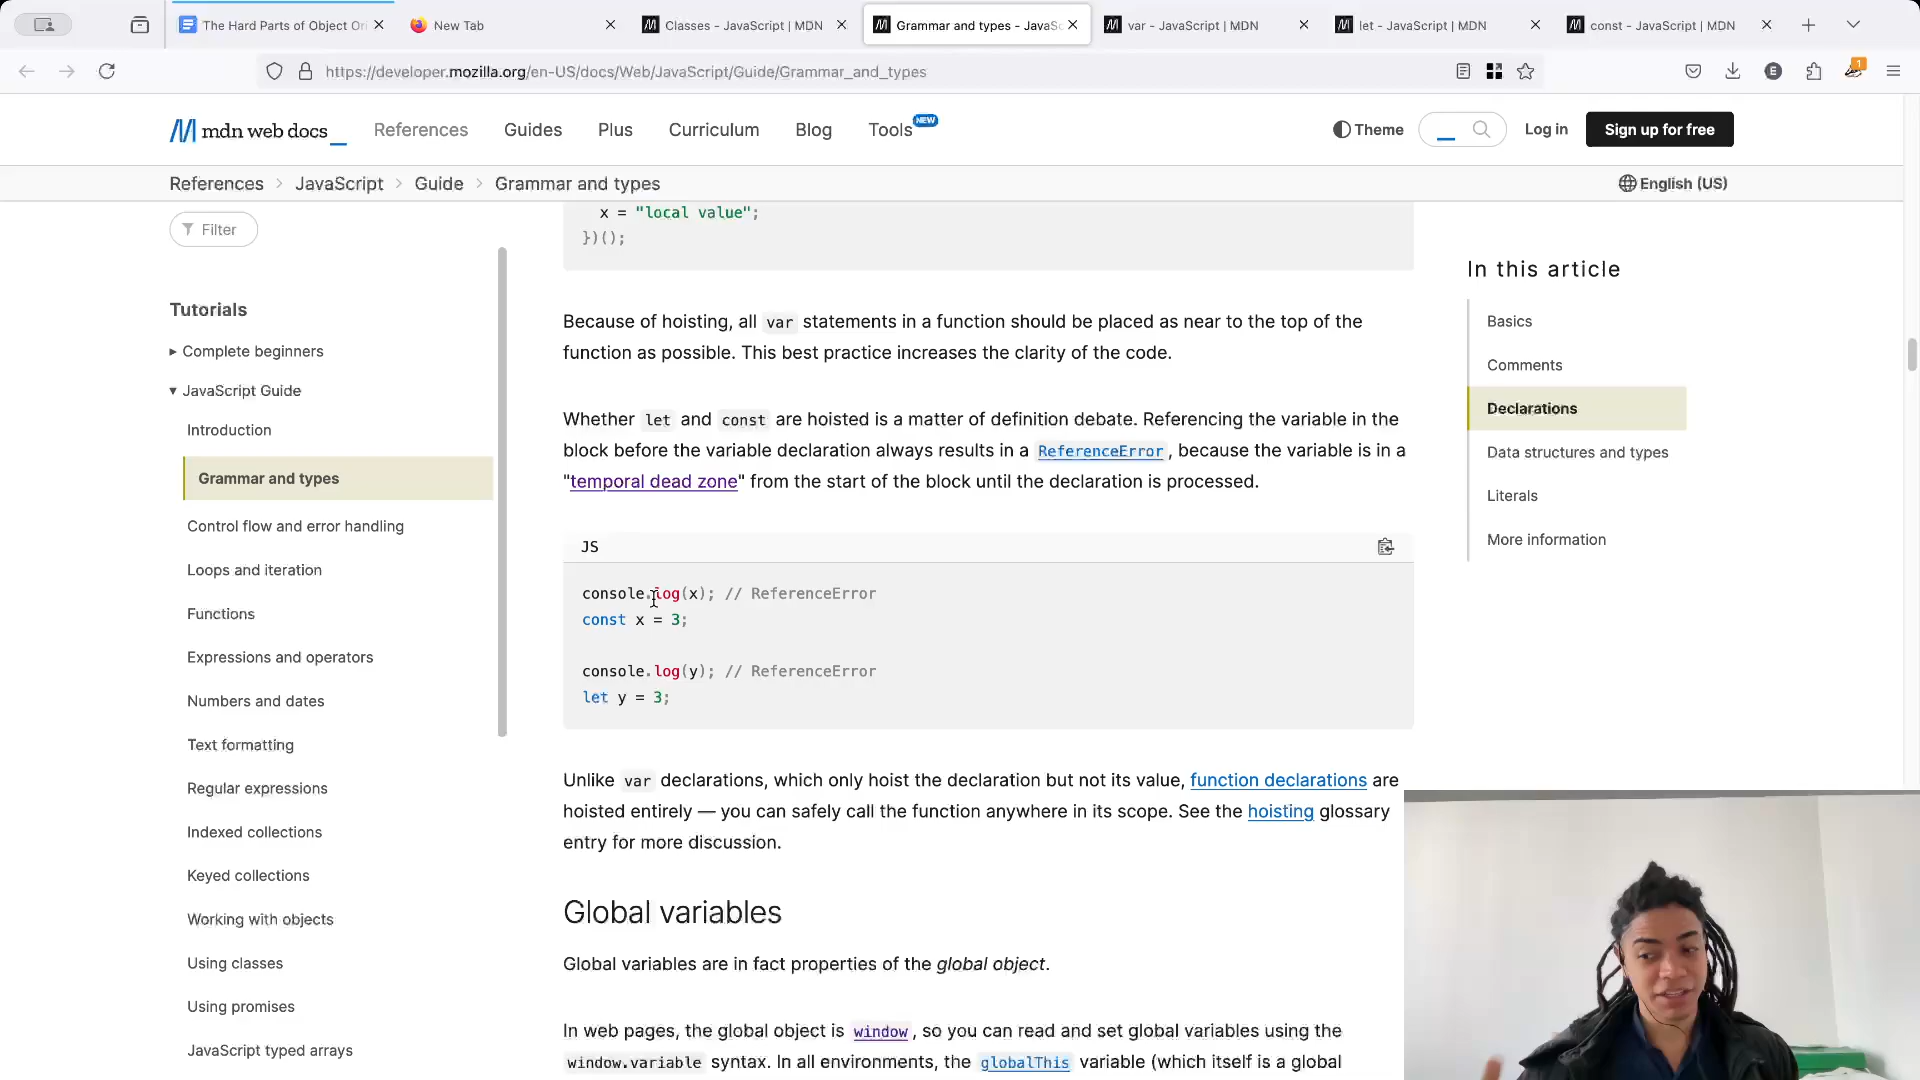 The Hard Parts of Object Ori
New Tab
Classes - JavaScript | MDN
Grammar and types - JavaSc
var - JavaScript | MDN
let - JavaScript | MDN
const - JavaScript | MDN
https://developer.mozilla.org/en-US/docs/Web/JavaScript/Guide/Grammar_and_types
E
1
mdn web docs_
References
Guides
Plus
Curriculum
Blog
Tools NEW
Theme
Log in
Sign up for free
References > JavaScript > Guide > Grammar and types
English (US)
Filter
Tutorials
Complete beginners
JavaScript Guide
Introduction
Grammar and types
Control flow and error handling
Loops and iteration
Functions
Expressions and operators
Numbers and dates
Text formatting
Regular expressions
Indexed collections
Keyed collections
Working with objects
Using classes
Using promises
JavaScript typed arrays
x = "local value";
})();
Because of hoisting, all var statements in a function should be placed as near to the top of the
function as possible. This best practice increases the clarity of the code.
Whether let and const are hoisted is a matter of definition debate. Referencing the variable in the
block before the variable declaration always results in a ReferenceError, because the variable is in a
"temporal dead zone" from the start of the block until the declaration is processed.
JS
console.log(x); // ReferenceError
const x = 3;
console.log(y); // ReferenceError
let y = 3;
Unlike var declarations, which only hoist the declaration but not its value, function declarations are
hoisted entirely — you can safely call the function anywhere in its scope. See the hoisting glossary
entry for more discussion.
Global variables
Global variables are in fact properties of the global object.
In web pages, the global object is window, so you can read and set global variables using the
window.variable syntax. In all environments, the globalThis variable (which itself is a global
In this article
Basics
Comments
Declarations
Data structures and types
Literals
More information